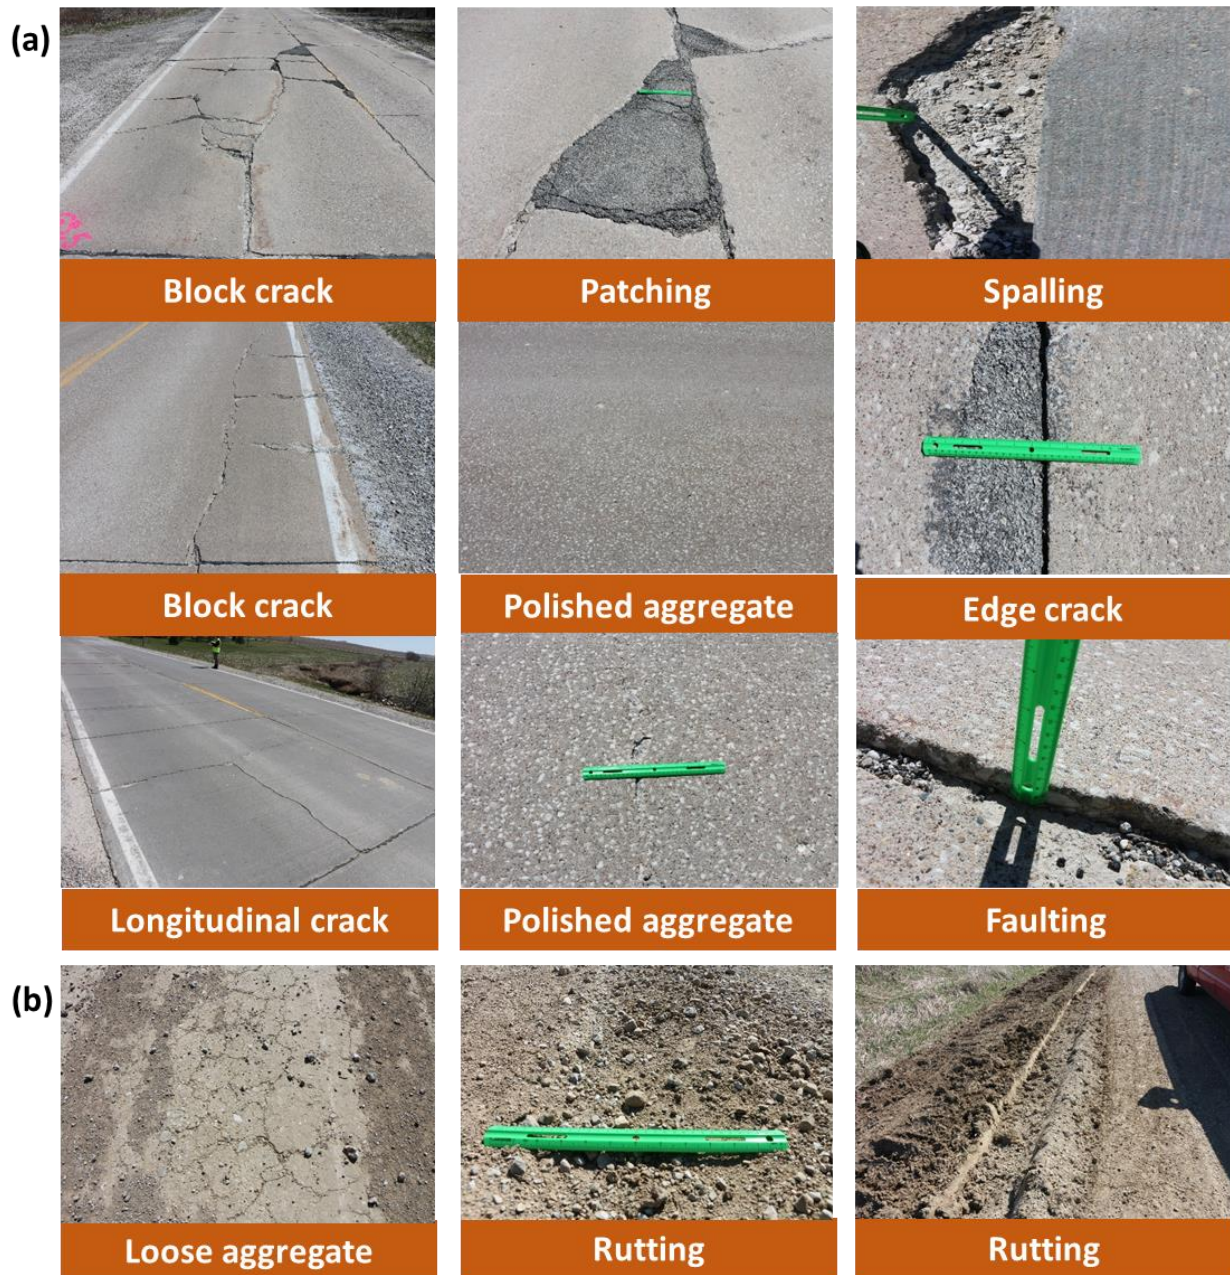 (a)
Block crack
Patching
Spalling
Block crack
Polished aggregate
Edge crack
Longitudinal crack
Polished aggregate
Faulting
(b)
Loose aggregate
Rutting
Rutting